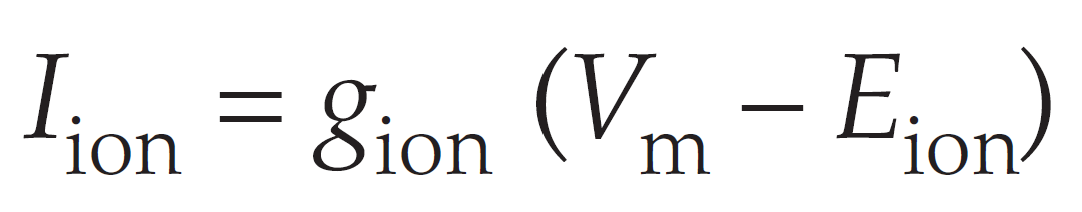 I_ion = g_ion (V_m − E_ion)